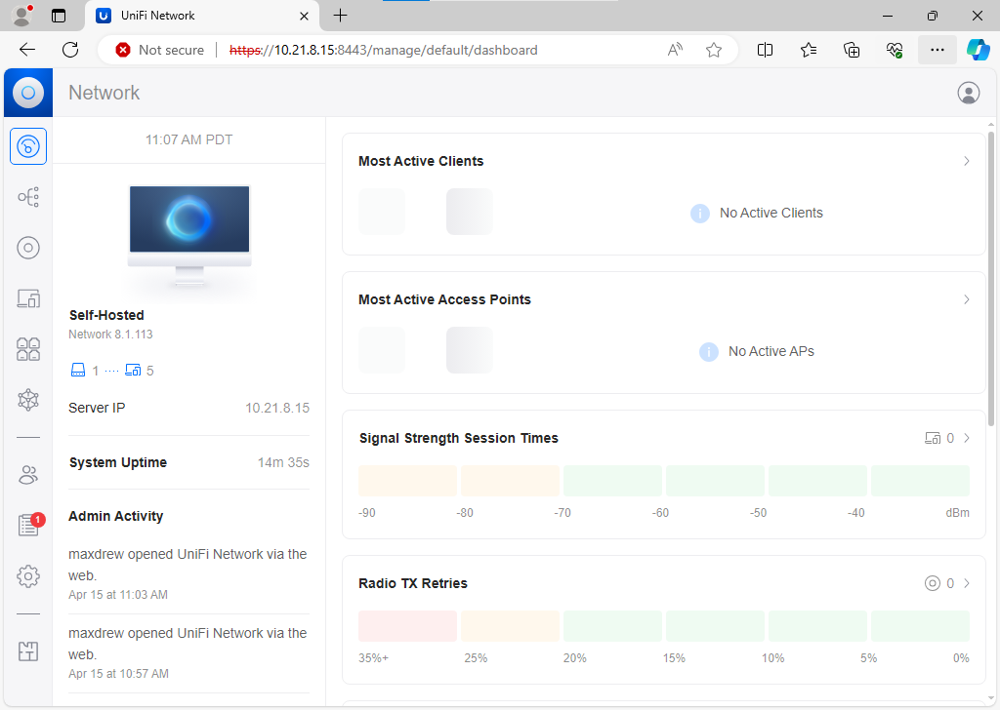 UniFi Network
Not secure
https://10.21.8.15:8443/manage/default/dashboard
Network
11:07 AM PDT
Self-Hosted
Network 8.1.113
1 5
Server IP 10.21.8.15
System Uptime 14m 35s
Admin Activity
maxdrew opened UniFi Network via the
web.
Apr 15 at 11:03 AM
maxdrew opened UniFi Network via the
web.
Apr 15 at 10:57 AM
1
Most Active Clients
No Active Clients
Most Active Access Points
No Active APs
Signal Strength Session Times 0
-90 -80 -70 -60 -50 -40 dBm
Radio TX Retries 0
35%+ 25% 20% 15% 10% 5% 0%